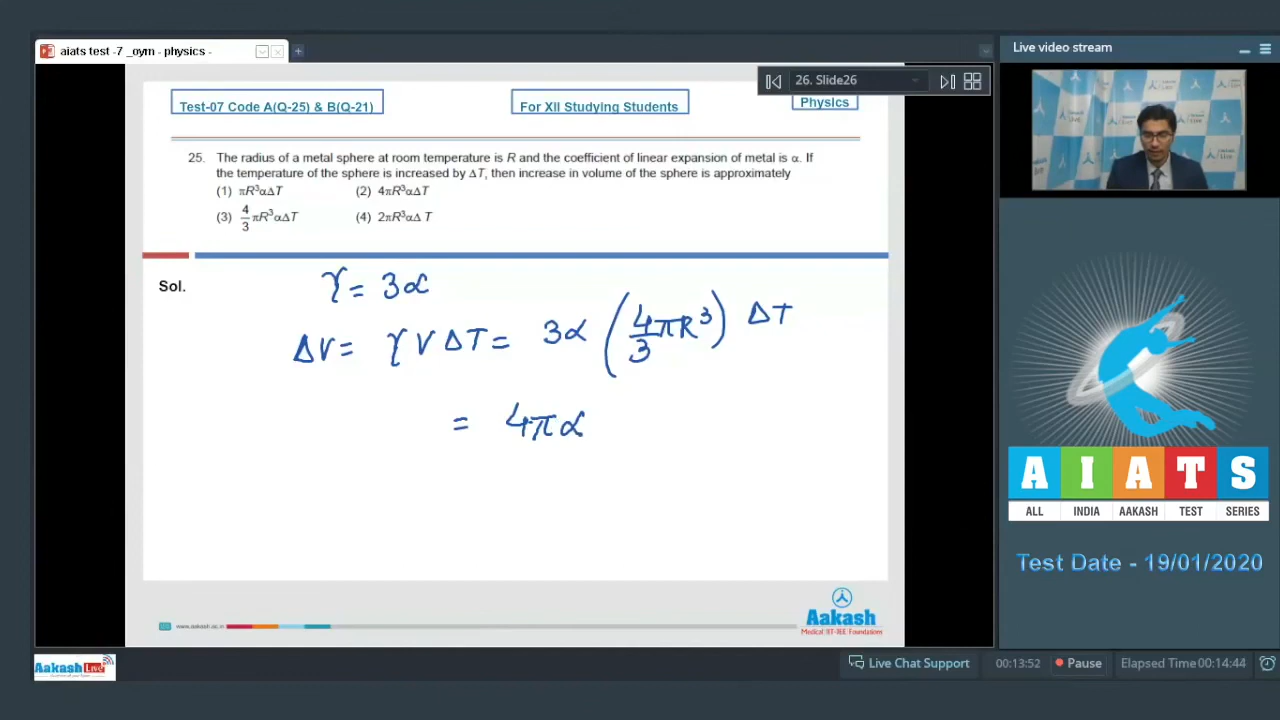 aiats test -7 _oym - physics -
Live video stream
26. Slide26
Test-07 Code A(Q-25) & B(Q-21)
For XII Studying Students
Physics
25. The radius of a metal sphere at room temperature is R and the coefficient of linear expansion of metal is α. If
the temperature of the sphere is increased by ΔT, then increase in volume of the sphere is approximately
(1) πR³αΔT (2) 4πR³αΔT
(3) 4/3 πR³αΔT (4) 2πR³αΔ T
Sol.
γ = 3α
ΔV = γ V ΔT = 3α (4/3 πR³) ΔT
= 4πα
A I A T S
ALL INDIA AAKASH TEST SERIES
Test Date - 19/01/2020
www.aakash.ac.in
Aakash
Medical|IIT-JEE|Foundations
Aakash Live
Live Chat Support
00:13:52
Pause
Elapsed Time 00:14:44